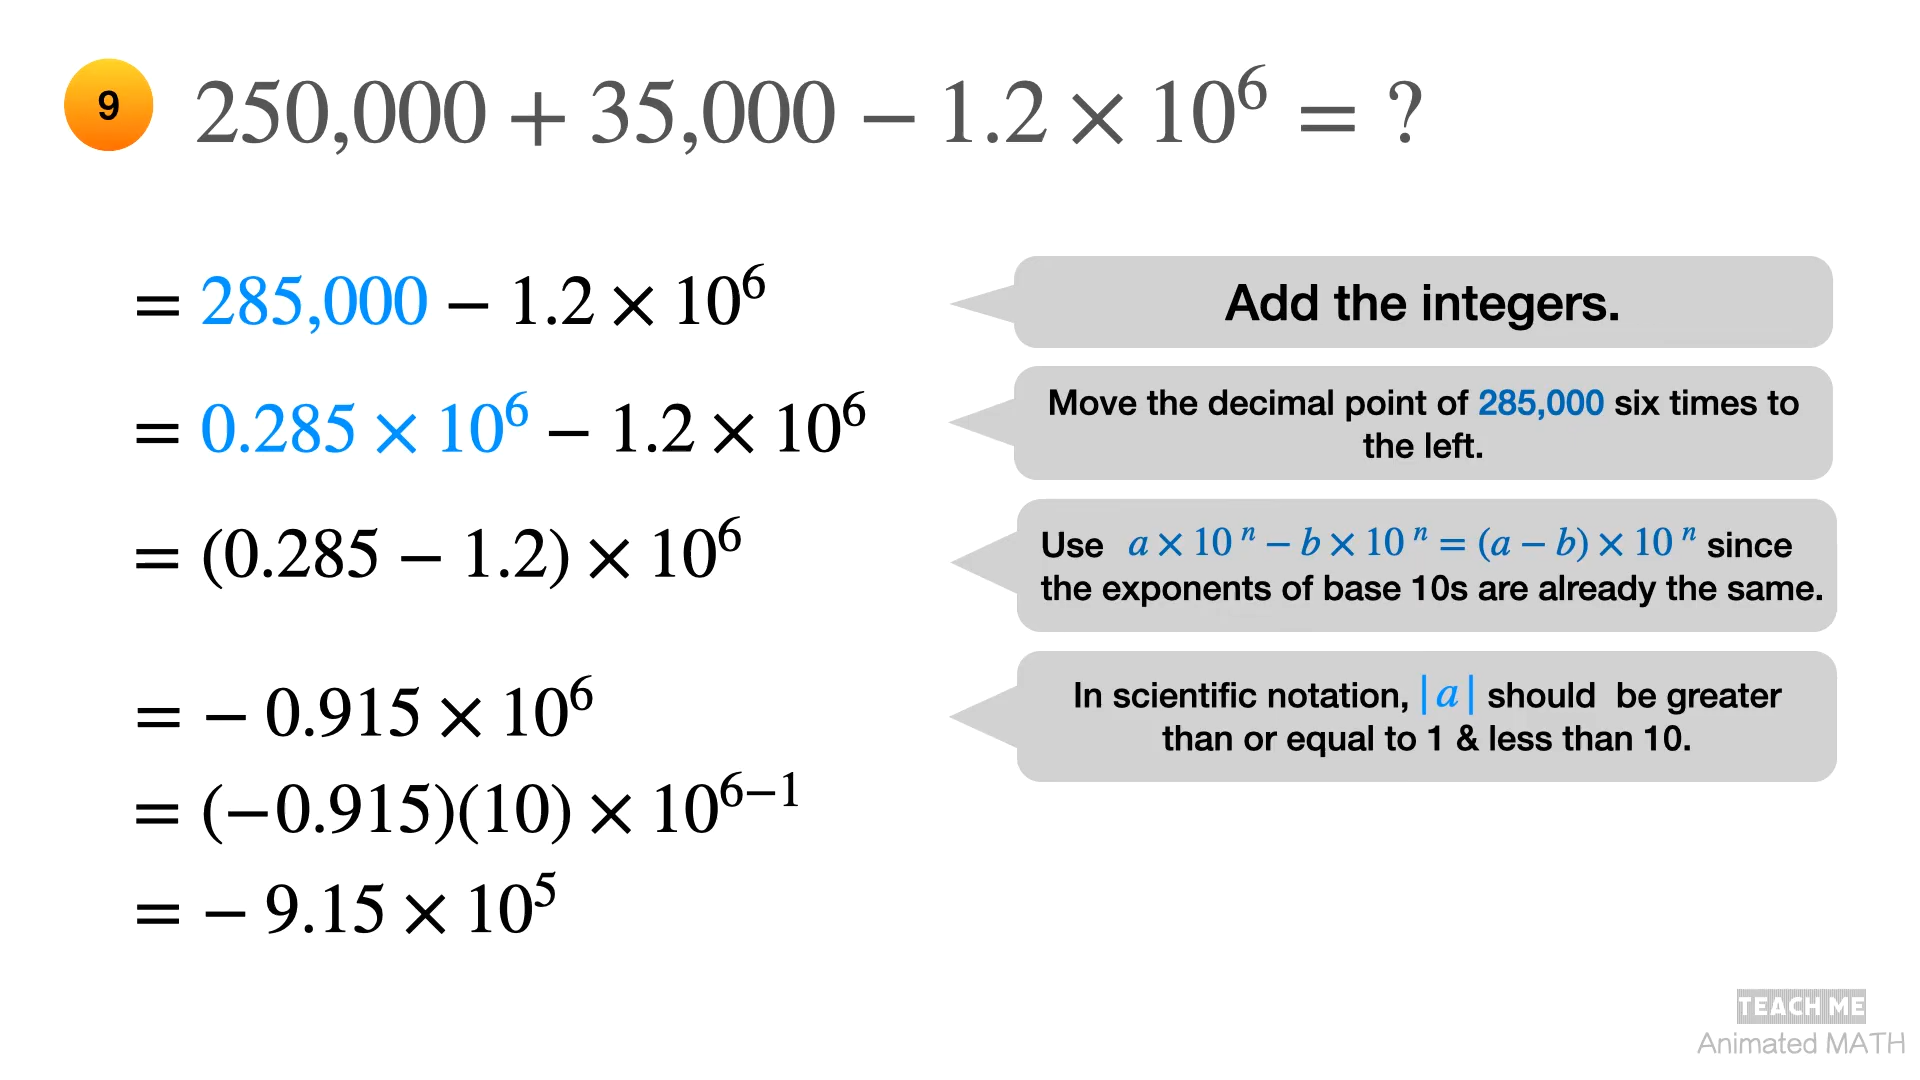 9
250,000 + 35,000 − 1.2 × 10⁶ = ?
= 285,000 − 1.2 × 10⁶
Add the integers.
= 0.285 × 10⁶ − 1.2 × 10⁶
Move the decimal point of 285,000 six times to
the left.
= (0.285 − 1.2) × 10⁶
Use a × 10ⁿ − b × 10ⁿ = (a − b) × 10ⁿ since
the exponents of base 10s are already the same.
= − 0.915 × 10⁶
In scientific notation, |a| should be greater
than or equal to 1 & less than 10.
= (−0.915)(10) × 10⁶⁻¹
= − 9.15 × 10⁵
TEACH ME
Animated MATH